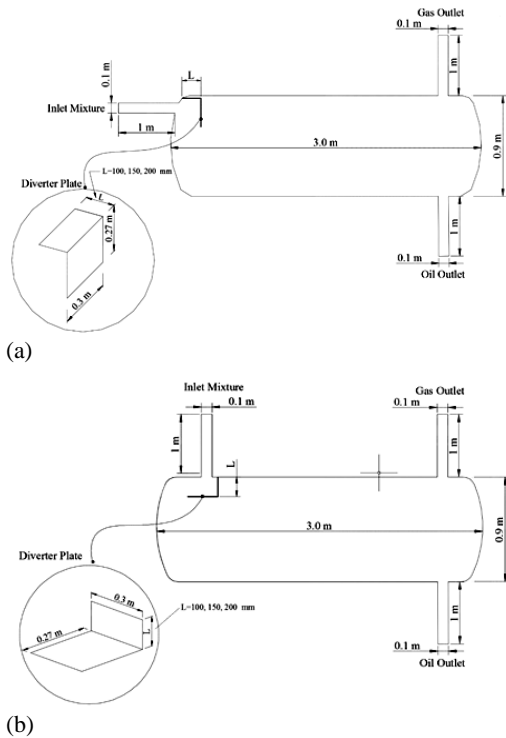 Gas Outlet
0.1 m
1 m
L
0.1 m
Inlet Mixture
1 m
3.0 m
0.9 m
L=100, 150, 200 mm
Diverter Plate
L
0.27 m
0.3 m
1 m
0.1 m
Oil Outlet
(a)
Inlet Mixture
0.1 m
Gas Outlet
0.1 m
1 m
L
1 m
3.0 m
0.9 m
Diverter Plate
0.3 m
0.27 m
L
L=100, 150, 200 mm
1 m
0.1 m
Oil Outlet
(b)